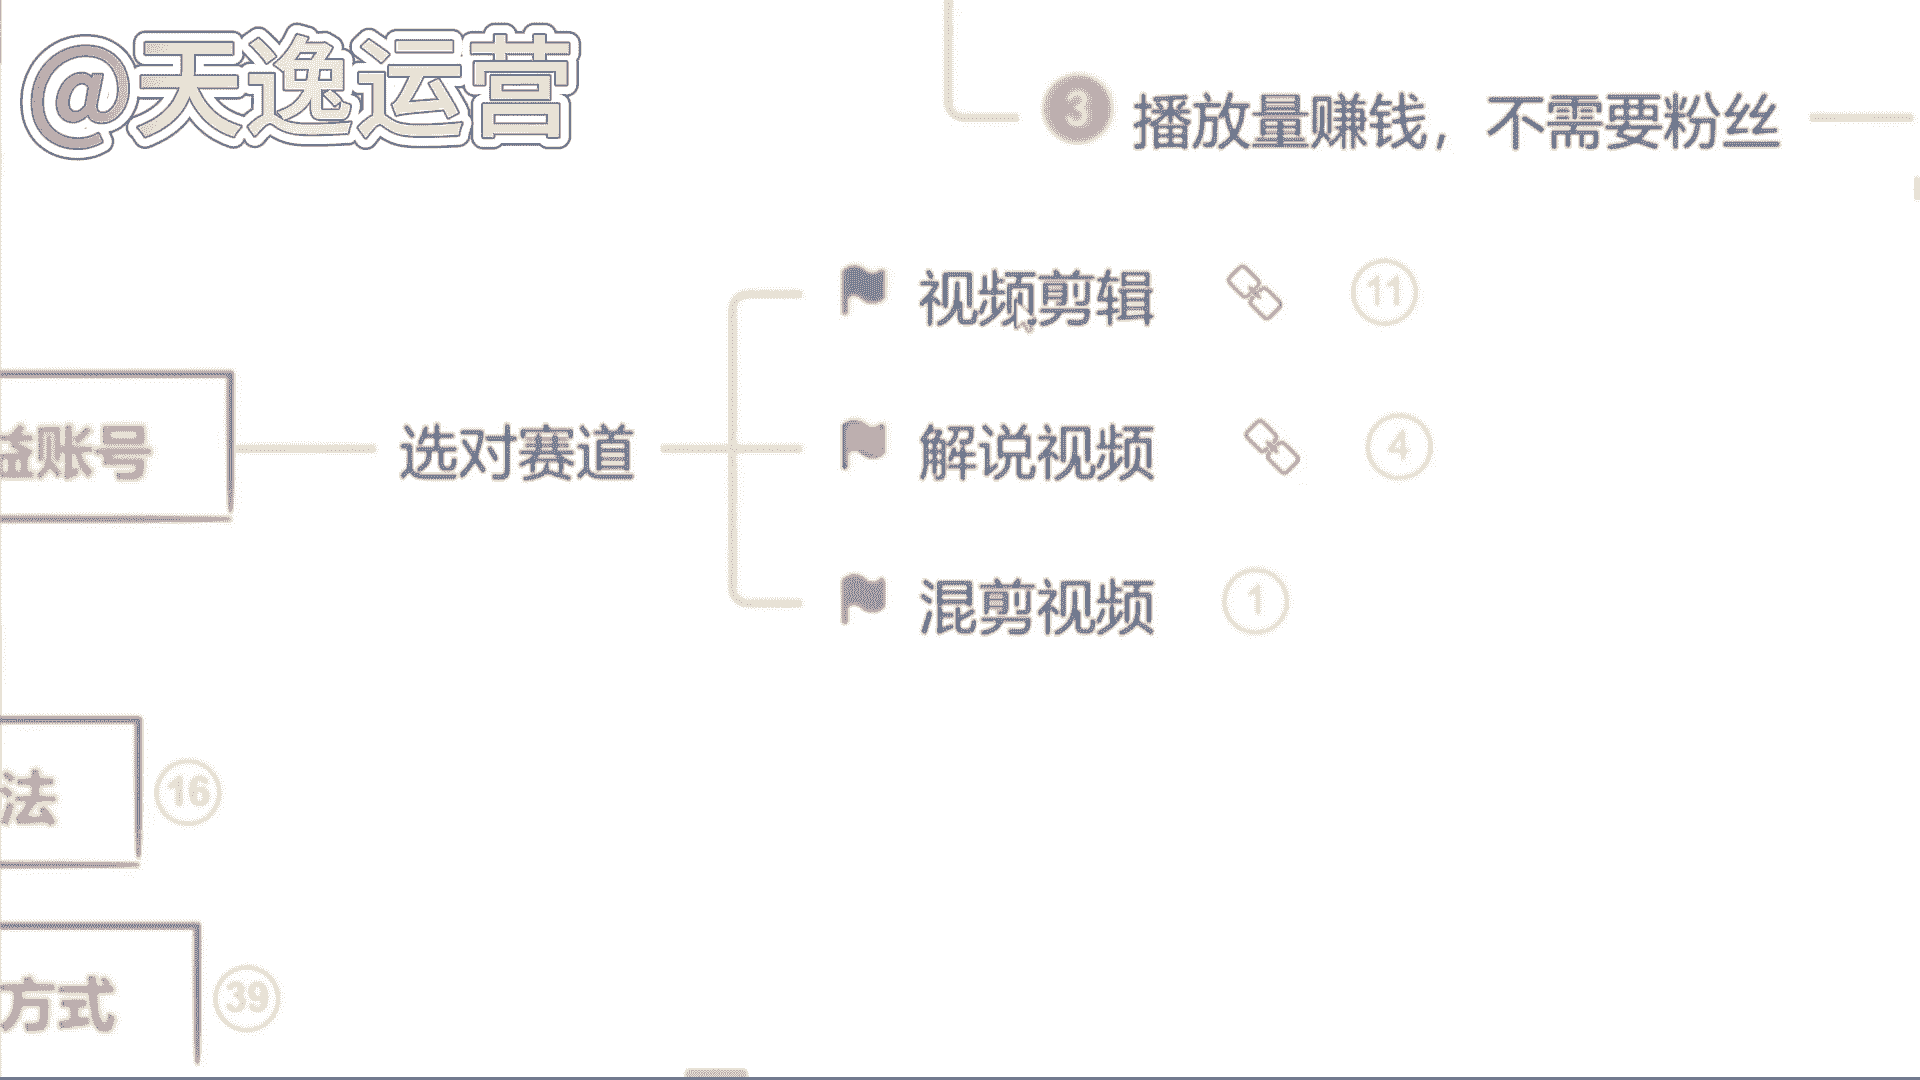 @天逸运营
3 播放量赚钱，不需要粉丝
视频剪辑 11
益账号
选对赛道
解说视频 4
混剪视频 1
法 16
方式 39